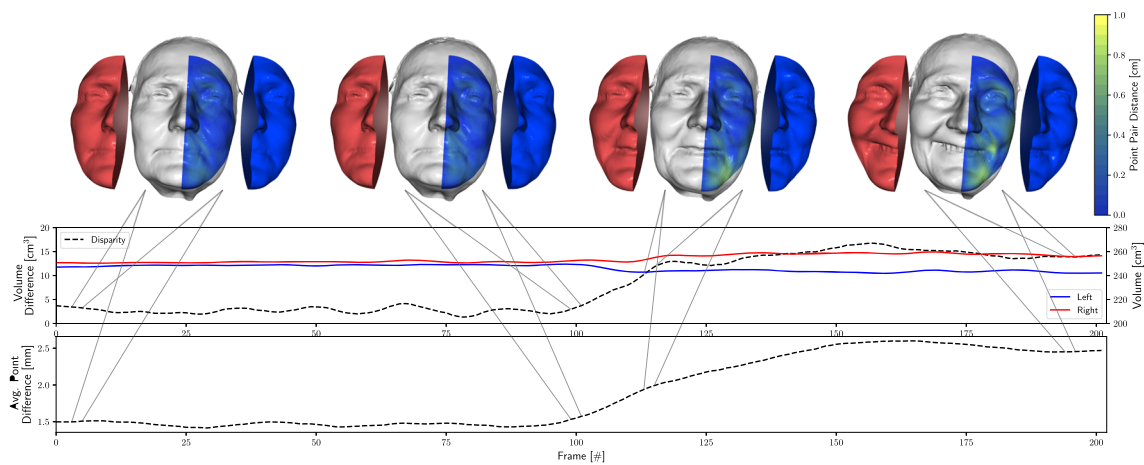 1.0
0.8
0.6
0.4
0.2
0.0
Point Pair Distance [cm]
20
15
10
5
0
Volume
Difference [cm³]
Disparity
280
260
240
220
200
Volume [cm³]
Left
Right
0 25 50 75 100 125 150 175 200
2.5
2.0
1.5
Avg. Point
Difference [mm]
0 25 50 75 100 125 150 175 200
Frame [#]